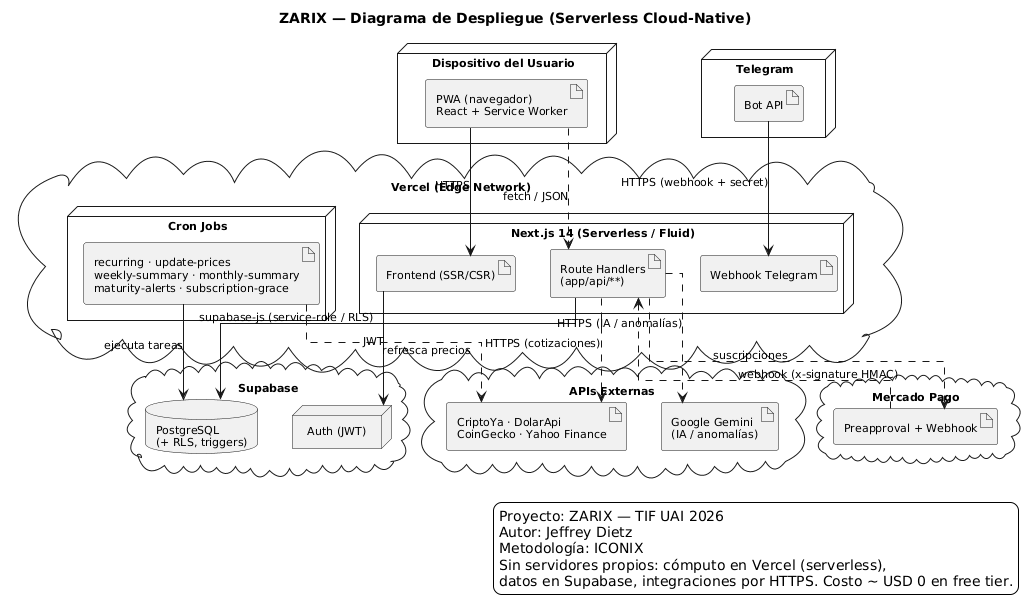 ZARIX — Diagrama de Despliegue (Serverless Cloud-Native)
Dispositivo del Usuario
PWA (navegador)
React + Service Worker
Telegram
Bot API
HTTPS
Vercel (Edge Network)
fetch / JSON
HTTPS (webhook + secret)
Cron Jobs
recurring · update-prices
weekly-summary · monthly-summary
maturity-alerts · subscription-grace
Next.js 14 (Serverless / Fluid)
Frontend (SSR/CSR)
Route Handlers
(app/api/**)
Webhook Telegram
supabase-js (service-role / RLS)
HTTPS (IA / anomalías)
ejecuta tareas
JWT
refresca precios
HTTPS (cotizaciones)
suscripciones
webhook (x-signature HMAC)
Supabase
PostgreSQL
(+ RLS, triggers)
Auth (JWT)
APIs Externas
CriptoYa · DolarApi
CoinGecko · Yahoo Finance
Google Gemini
(IA / anomalías)
Mercado Pago
Preapproval + Webhook
Proyecto: ZARIX — TIF UAI 2026
Autor: Jeffrey Dietz
Metodología: ICONIX
Sin servidores propios: cómputo en Vercel (serverless),
datos en Supabase, integraciones por HTTPS. Costo ~ USD 0 en free tier.